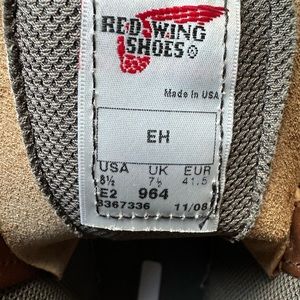 RED WING
SHOES®
Made in USA
EH
USA UK EUR
8½ 7½ 41.5
E2 964
3367336 11/08